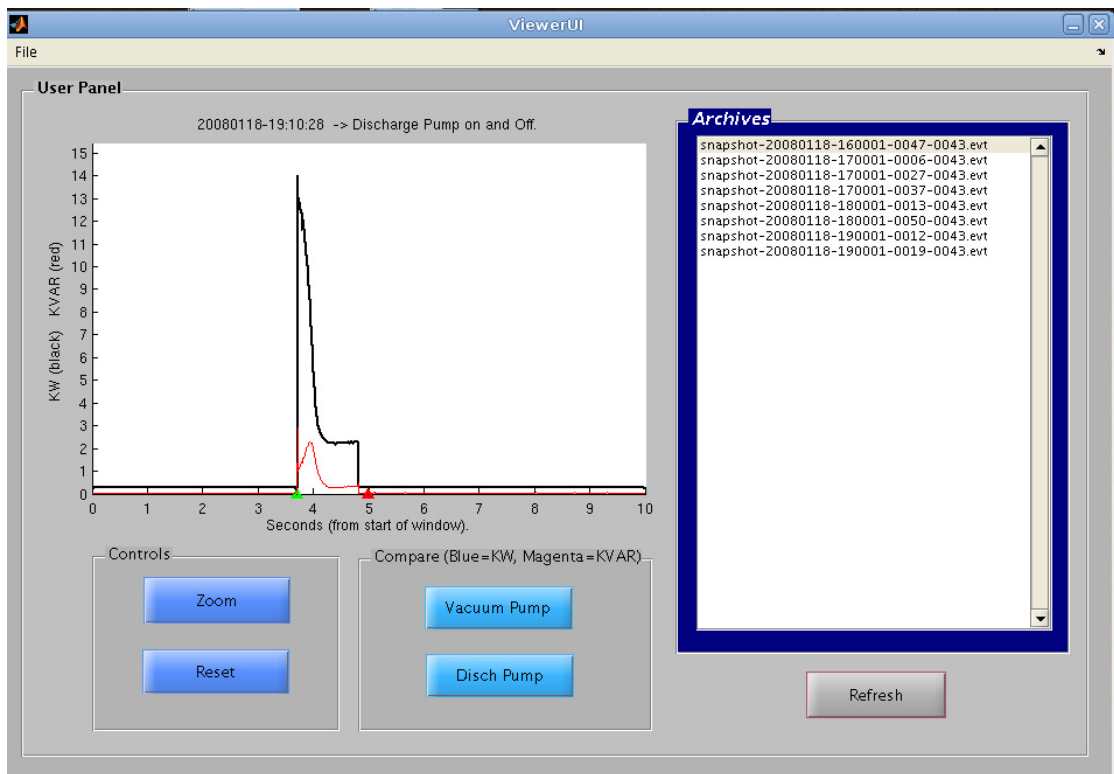 ViewerUI
File
User Panel
20080118-19:10:28 -> Discharge Pump on and Off.
KW (black) KVAR (red)
15
14
13
12
11
10
9
8
7
6
5
4
3
2
1
0
0 1 2 3 4 5 6 7 8 9 10
Seconds (from start of window).
Controls
Zoom
Reset
Compare (Blue=KW, Magenta=KVAR)
Vacuum Pump
Disch Pump
Archives
snapshot-20080118-160001-0047-0043.evt
snapshot-20080118-170001-0006-0043.evt
snapshot-20080118-170001-0027-0043.evt
snapshot-20080118-170001-0037-0043.evt
snapshot-20080118-180001-0013-0043.evt
snapshot-20080118-180001-0050-0043.evt
snapshot-20080118-190001-0012-0043.evt
snapshot-20080118-190001-0019-0043.evt
Refresh